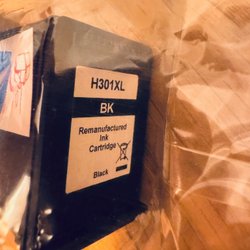 H301XL
BK
Remanufactured
Ink
Cartridge
Black